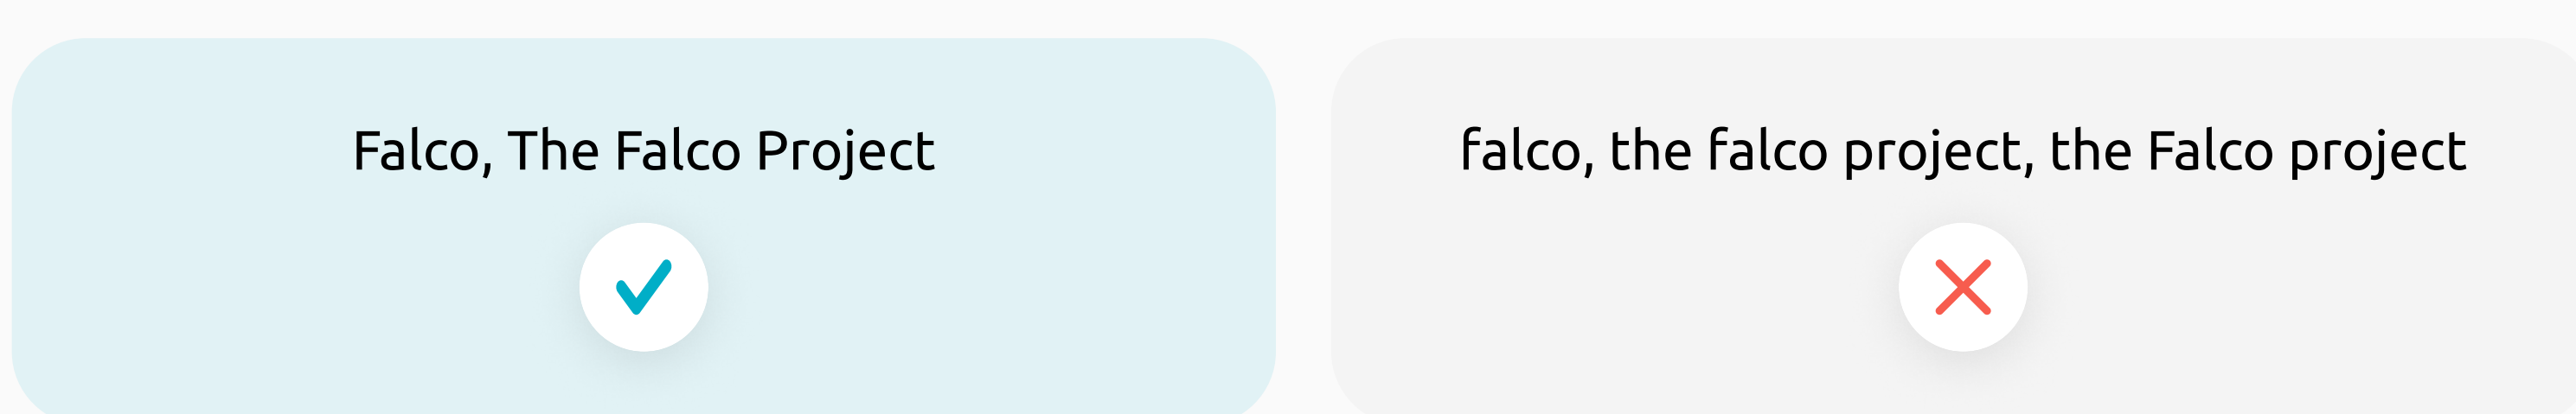 Falco, The Falco Project
falco, the falco project, the Falco project